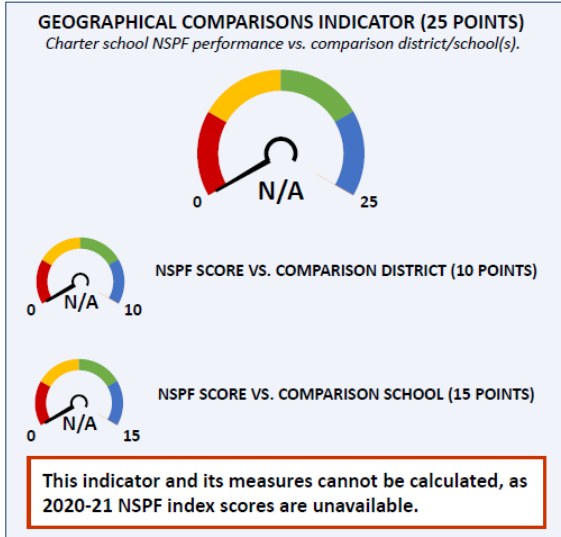 GEOGRAPHICAL COMPARISONS INDICATOR (25 POINTS)
Charter school NSPF performance vs. comparison district/school(s).
N/A
0
25
NSPF SCORE VS. COMPARISON DISTRICT (10 POINTS)
N/A
0
10
NSPF SCORE VS. COMPARISON SCHOOL (15 POINTS)
N/A
0
15
This indicator and its measures cannot be calculated, as
2020-21 NSPF index scores are unavailable.